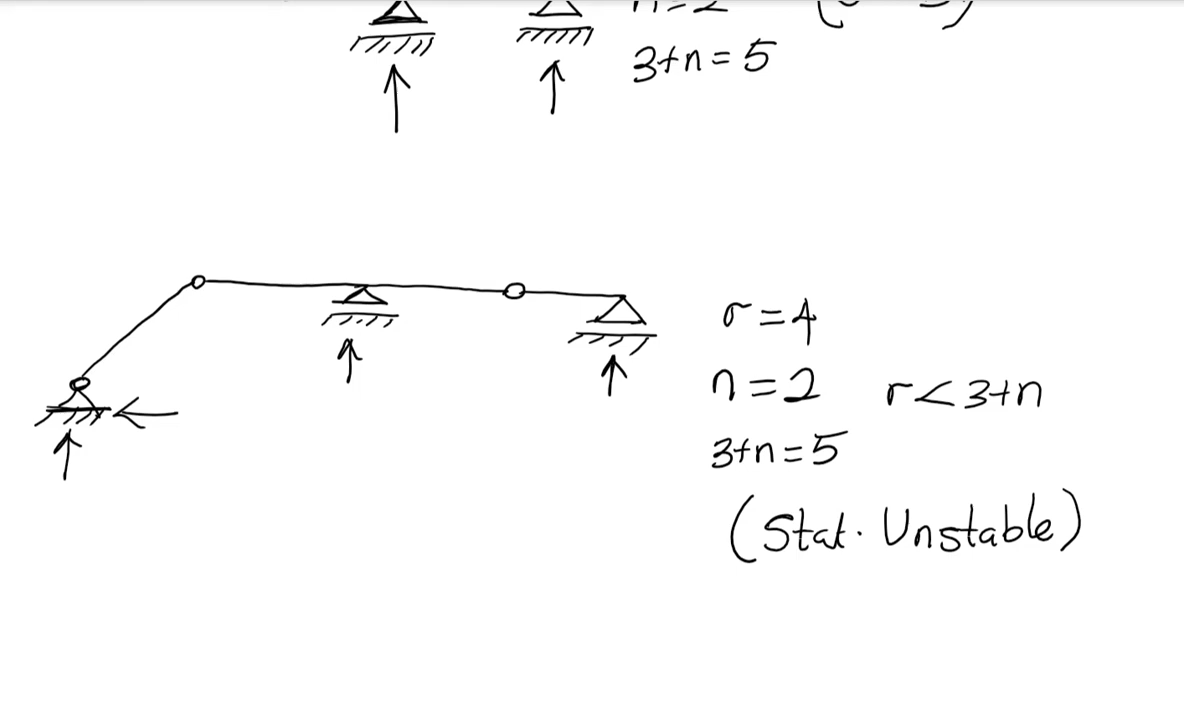 3+n=5
r=4
n=2 r<3+n
3+n=5
(Stat. Unstable)